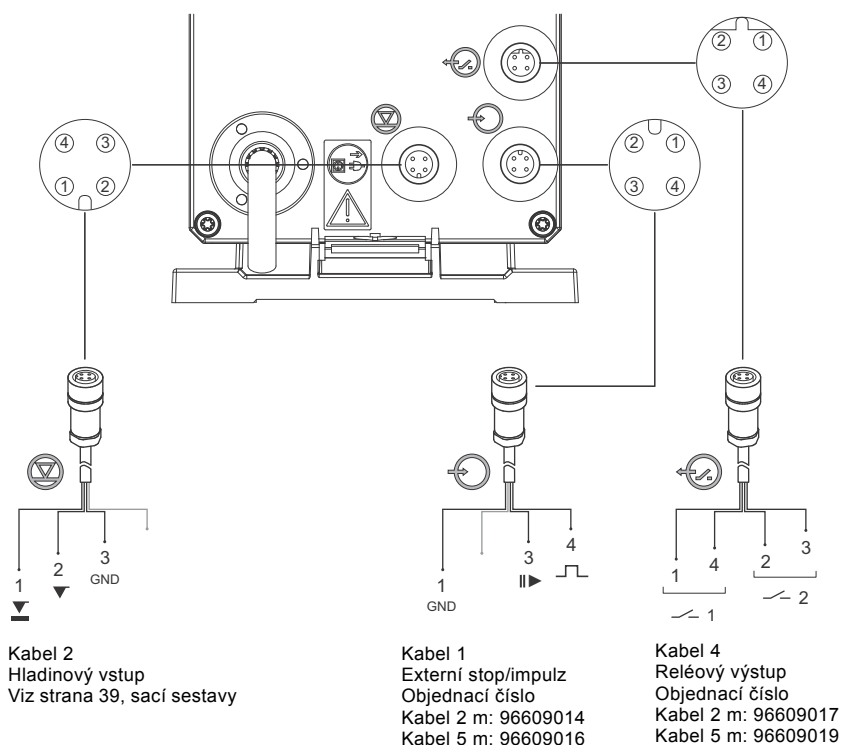 2 1
3 4
4 3
1 2
2 1
3 4
1 2 3 GND
1 GND 3 4
1 4 2 3
1 2
Kabel 2
Hladinový vstup
Viz strana 39, sací sestavy
Kabel 1
Externí stop/impulz
Objednací číslo
Kabel 2 m: 96609014
Kabel 5 m: 96609016
Kabel 4
Reléový výstup
Objednací číslo
Kabel 2 m: 96609017
Kabel 5 m: 96609019